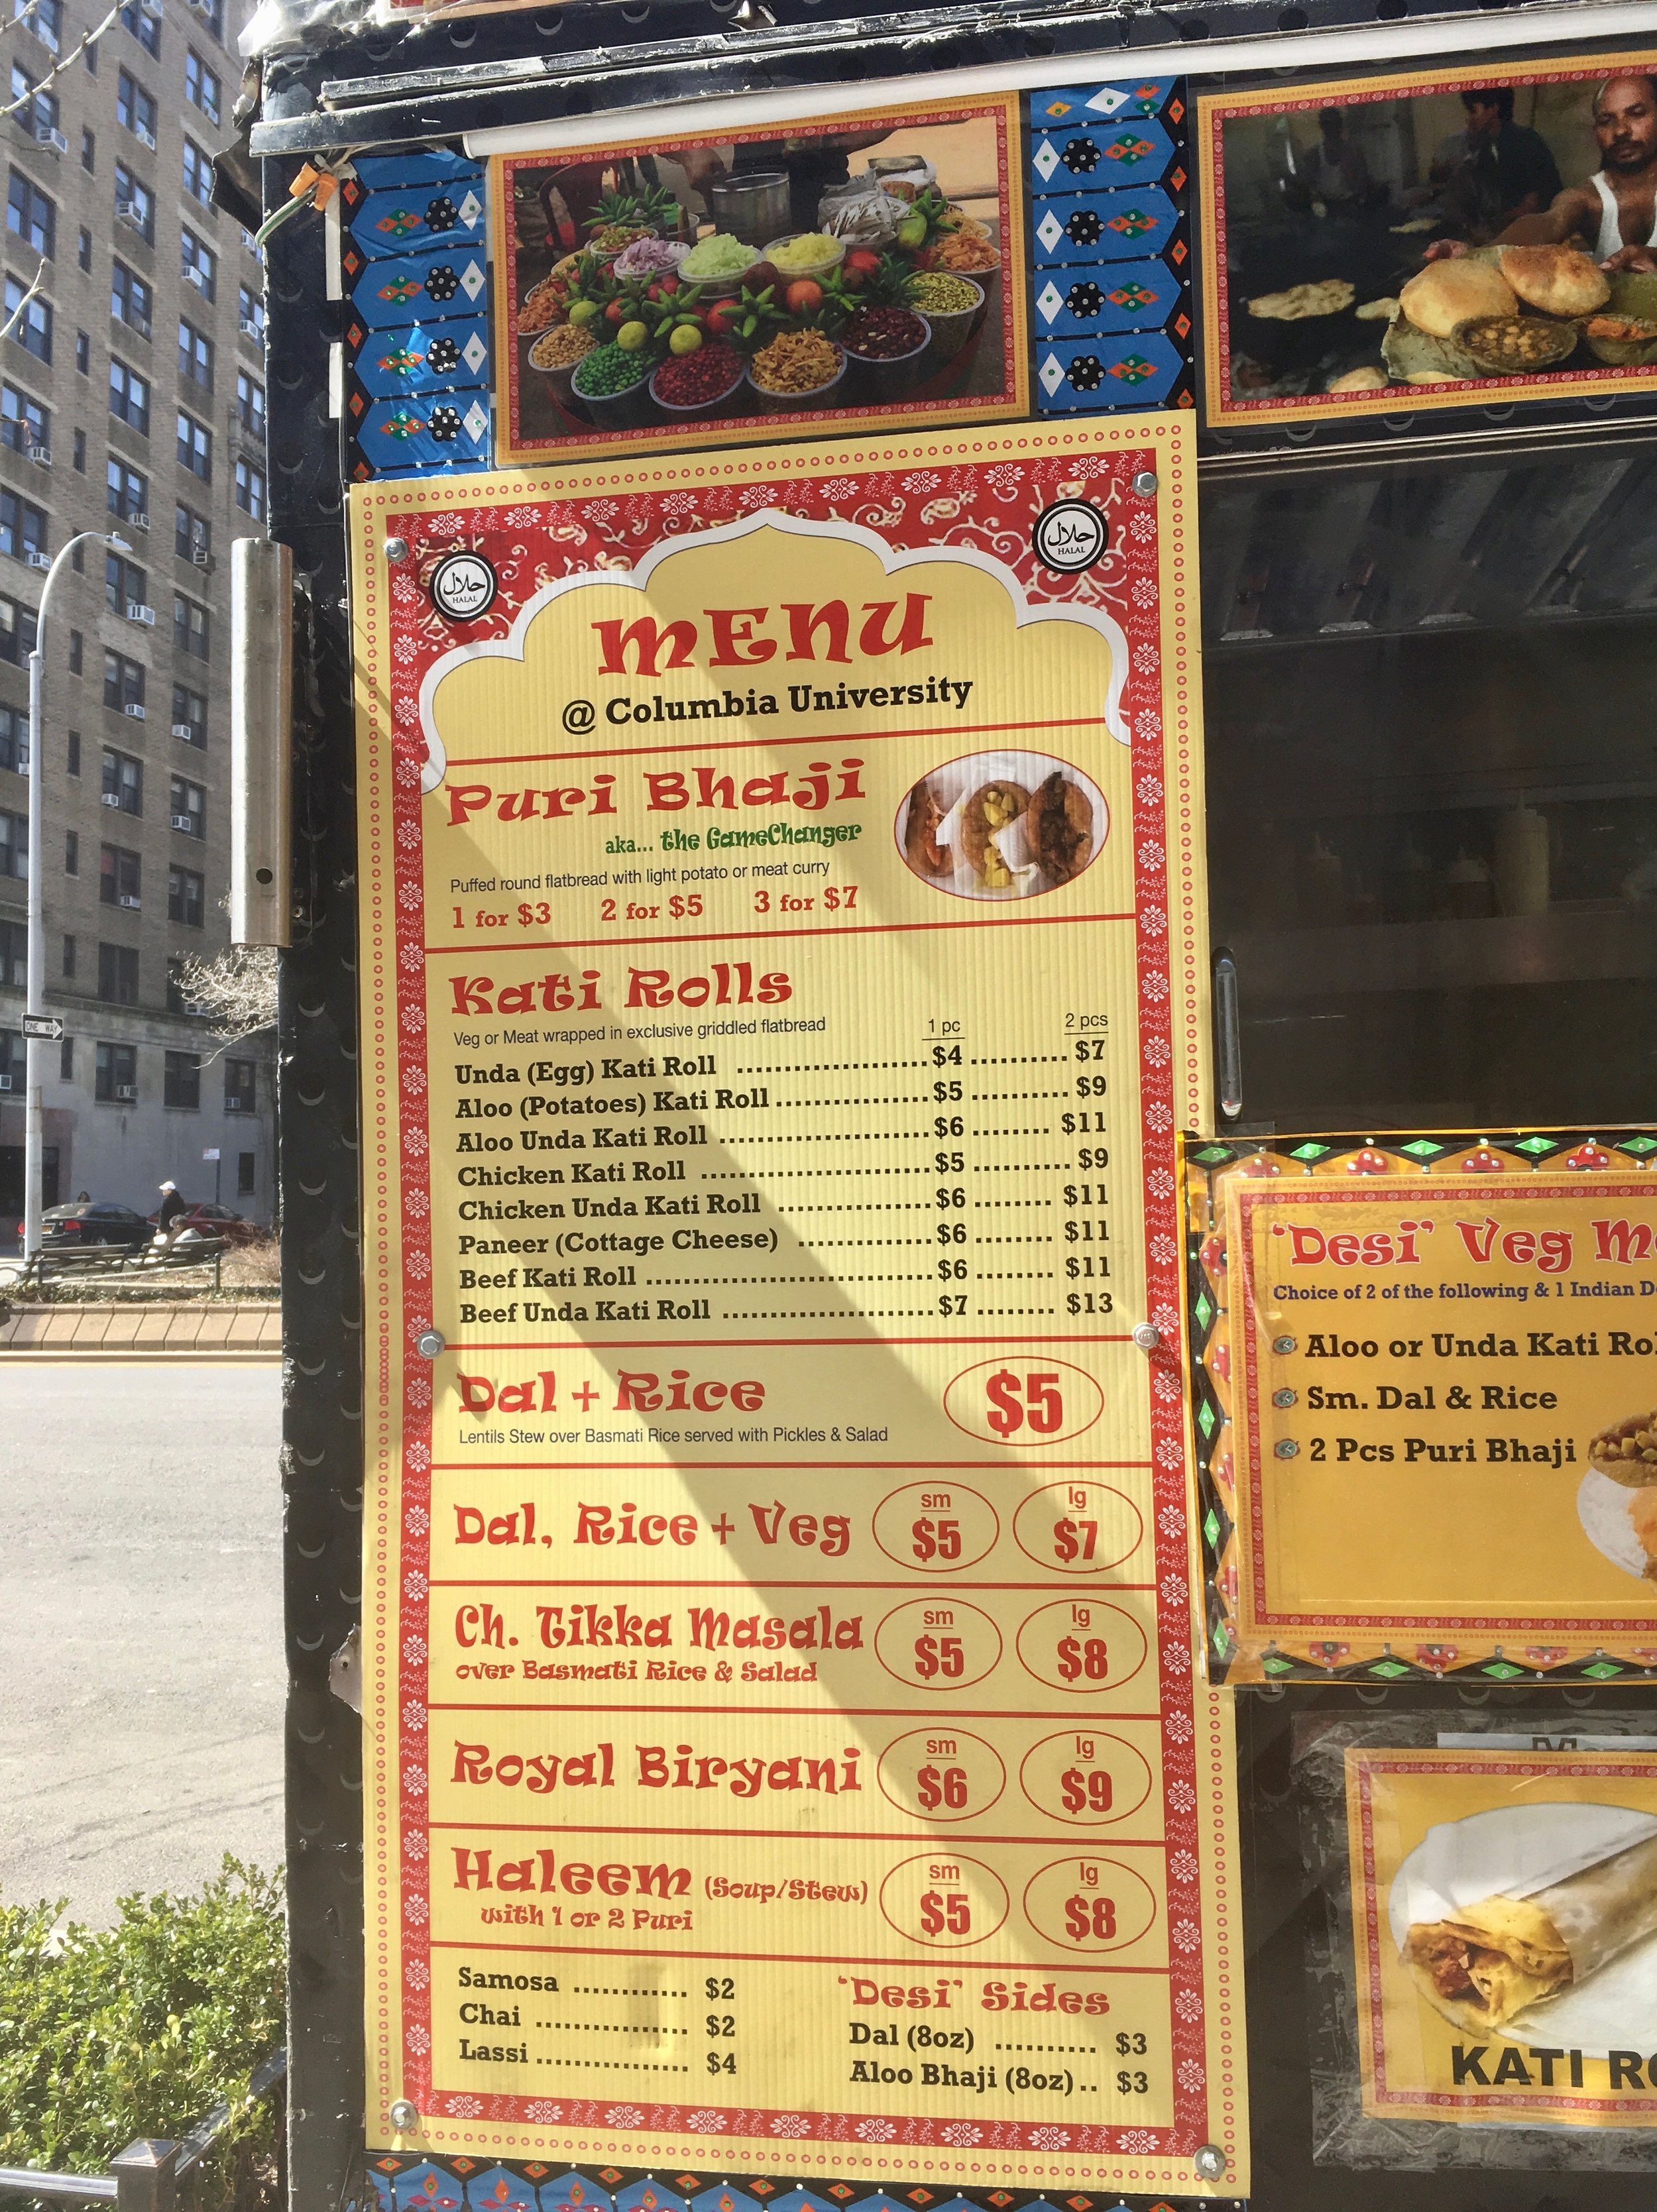 حلال
HALAL
حلال
HALAL
MENU
@ Columbia University
Puri Bhaji
aka... the GameChanger
Puffed round flatbread with light potato or meat curry
1 for $3 2 for $5 3 for $7
Kati Rolls
Veg or Meat wrapped in exclusive griddled flatbread 1 pc 2 pcs
Unda (Egg) Kati Roll ..................... $4 .......... $7
Aloo (Potatoes) Kati Roll ................ $5 .......... $9
Aloo Unda Kati Roll ...................... $6 ........ $11
Chicken Kati Roll ........................ $5 .......... $9
Chicken Unda Kati Roll ................ $6 ........ $11
Paneer (Cottage Cheese) .............. $6 ........ $11
Beef Kati Roll .............................. $6 ........ $11
Beef Unda Kati Roll ...................... $7 ........ $13
Dal + Rice $5
Lentils Stew over Basmati Rice served with Pickles & Salad
Dal, Rice + Veg sm $5 lg $7
Ch. Tikka Masala sm $5 lg $8
over Basmati Rice & Salad
Royal Biryani sm $6 lg $9
Haleem (Soup/Stew) sm $5 lg $8
with 1 or 2 Puri
Samosa ............ $2
Chai ................ $2
Lassi ................ $4
'Desi' Sides
Dal (8oz) .......... $3
Aloo Bhaji (8oz) .. $3
'Desi' Veg
Choice of 2 of the following & 1 Indian
Aloo or Unda Kati
Sm. Dal & Rice
2 Pcs Puri Bhaji
KATI
ONE WAY